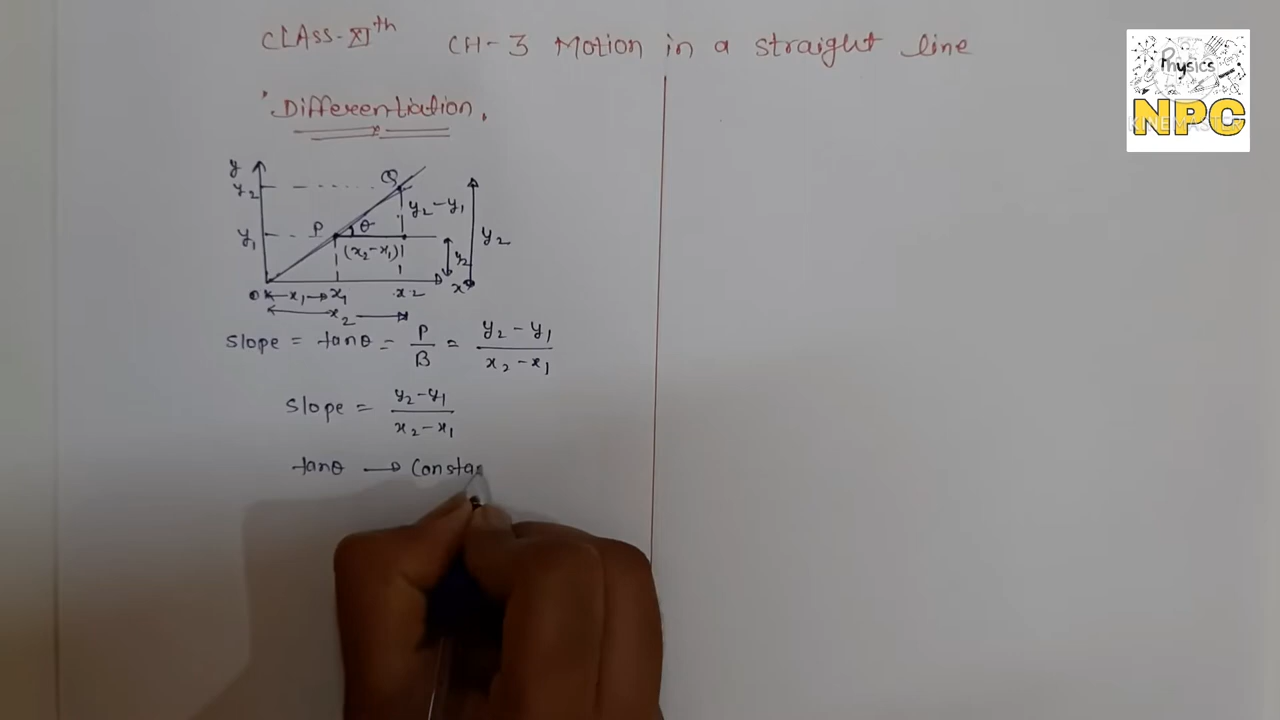 CLASS-XIth CH-3 Motion in a straight line
Physics
NPC
Differentiation.
y
y2
Q
y2-y1
y1
P
θ
(x2-x1)
y2
y2
O
x1
x1
x2
x
x2
Slope = tanθ = P/B = y2-y1/x2-x1
Slope = y2-y1/x2-x1
tanθ → Consta